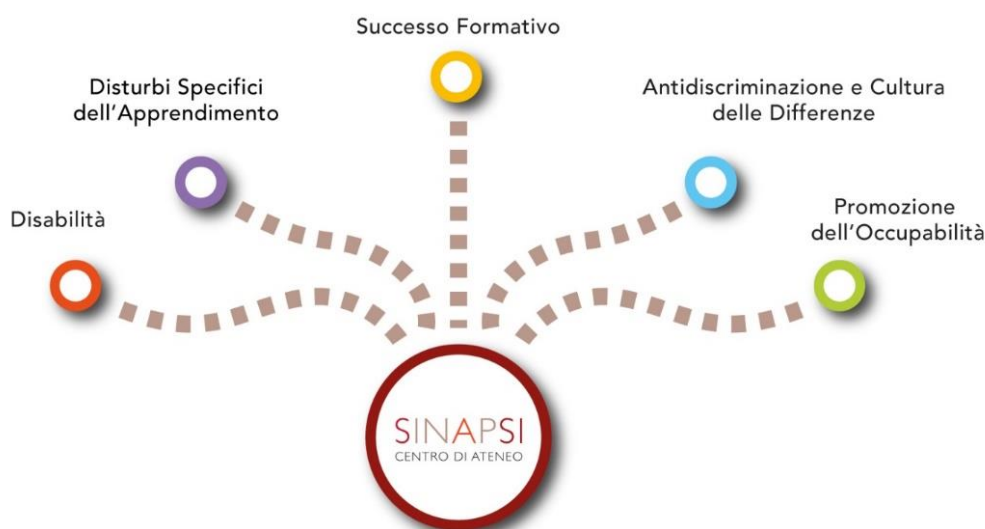 Successo Formativo
Disturbi Specifici
dell'Apprendimento
Antidiscriminazione e Cultura
delle Differenze
Disabilità
Promozione
dell'Occupabilità
SINAPSI
CENTRO DI ATENEO